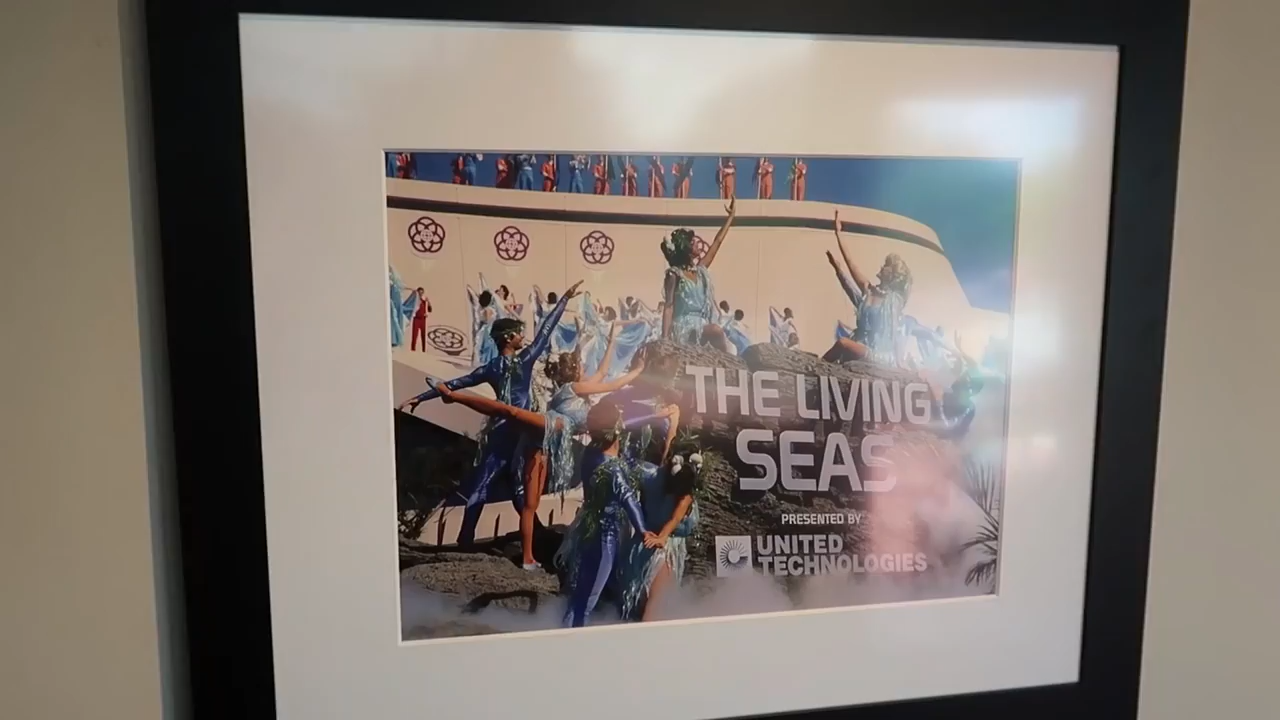 THE LIVING
SEAS
PRESENTED BY
UNITED
TECHNOLOGIES